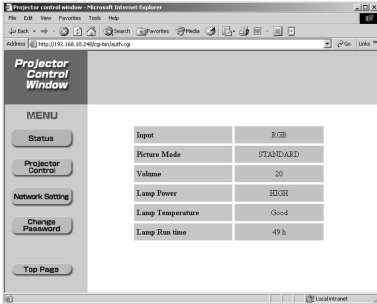 Projector control window - Microsoft Internet Explorer
File Edit View Favorites Tools Help
Back Search Favorites Media
Address http://192.168.10.240/cgi-bin/auth.cgi Go Links »
Projector
Control
Window
MENU
Status
Projector
Control
Network Setting
Change
Password
Top Page
Input RGB
Picture Mode STANDARD
Volume 20
Lamp Power HIGH
Lamp Temperature Good
Lamp Run time 49 h
Local intranet